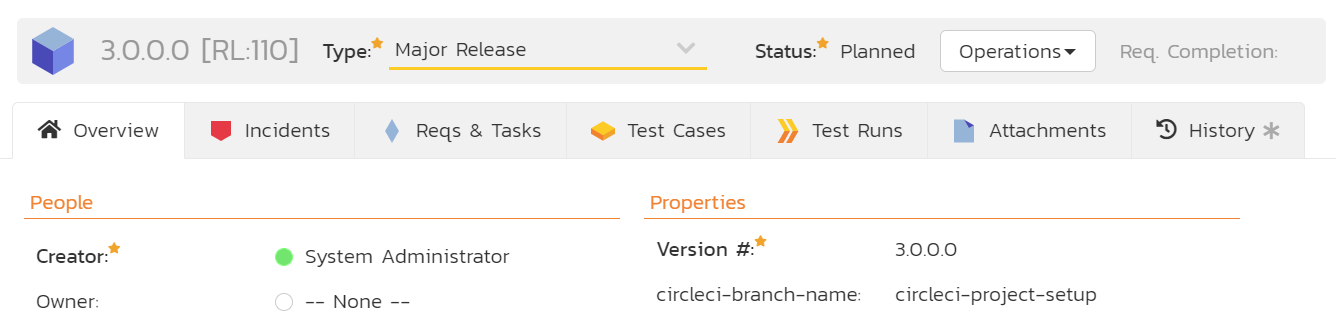 3.0.0.0 [RL:110] Type: Major Release Status: Planned Operations Req. Completion:
Overview Incidents Reqs & Tasks Test Cases Test Runs Attachments History
People Properties
Creator: System Administrator Version #: 3.0.0.0
Owner: -- None -- circleci-branch-name: circleci-project-setup